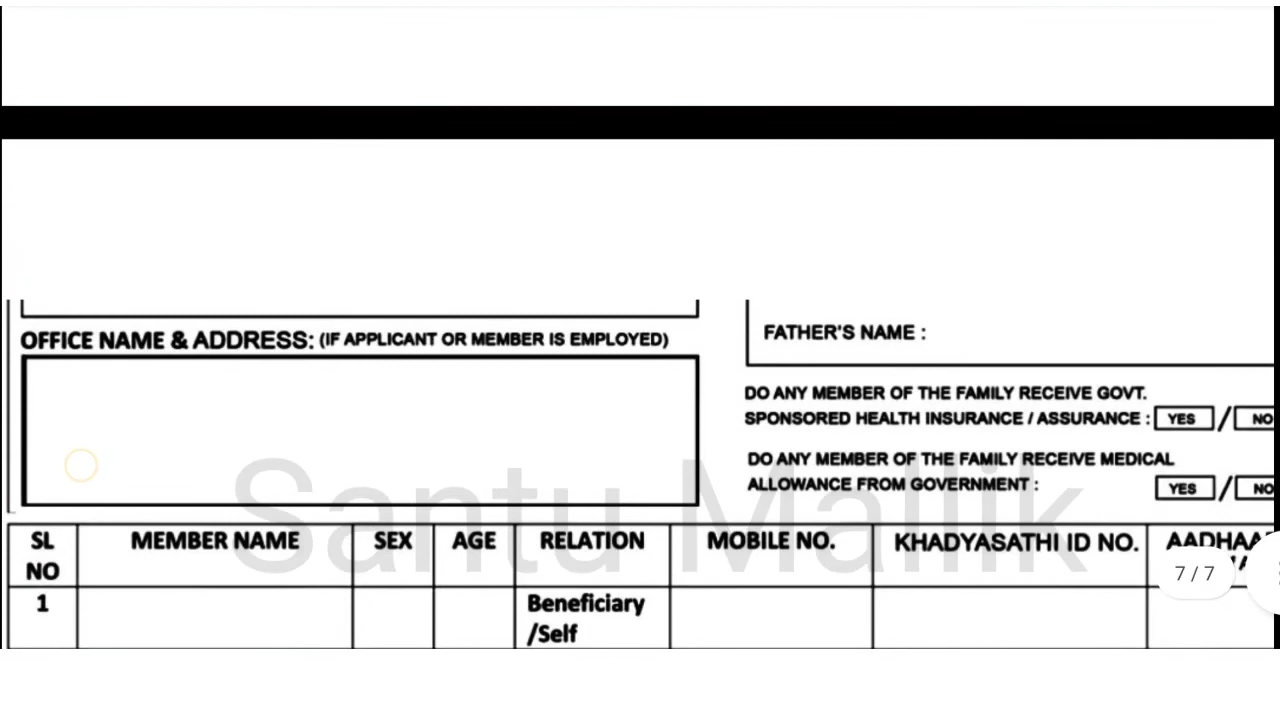 OFFICE NAME & ADDRESS: (IF APPLICANT OR MEMBER IS EMPLOYED)
FATHER'S NAME :
DO ANY MEMBER OF THE FAMILY RECEIVE GOVT.
SPONSORED HEALTH INSURANCE / ASSURANCE : YES / NO
DO ANY MEMBER OF THE FAMILY RECEIVE MEDICAL
ALLOWANCE FROM GOVERNMENT : YES / NO
Santu Mallik
SL NO MEMBER NAME SEX AGE RELATION MOBILE NO. KHADYASATHI ID NO.
7 / 7
1 Beneficiary
/Self